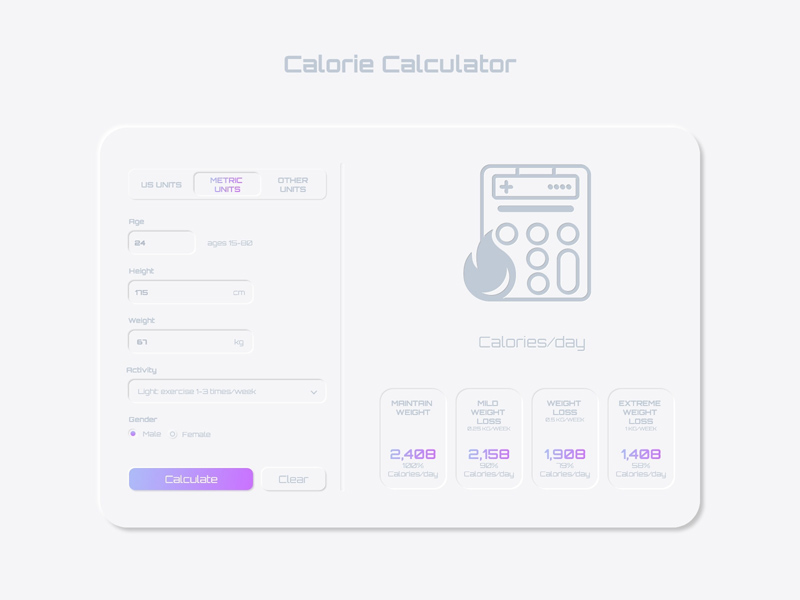 Calorie Calculator
US UNITS
METRIC
UNITS
OTHER
UNITS
Age
24
ages 15-80
Height
175
cm
Weight
67
kg
Activity
Light: exercise 1-3 times/week
Gender
Male
Female
Calculate
Clear
Calories/day
MAINTAIN
WEIGHT
2,408
100%
Calories/day
MILD
WEIGHT
LOSS
0.25 KG/WEEK
2,158
90%
Calories/day
WEIGHT
LOSS
0.5 KG/WEEK
1,908
79%
Calories/day
EXTREME
WEIGHT
LOSS
1 KG/WEEK
1,408
58%
Calories/day